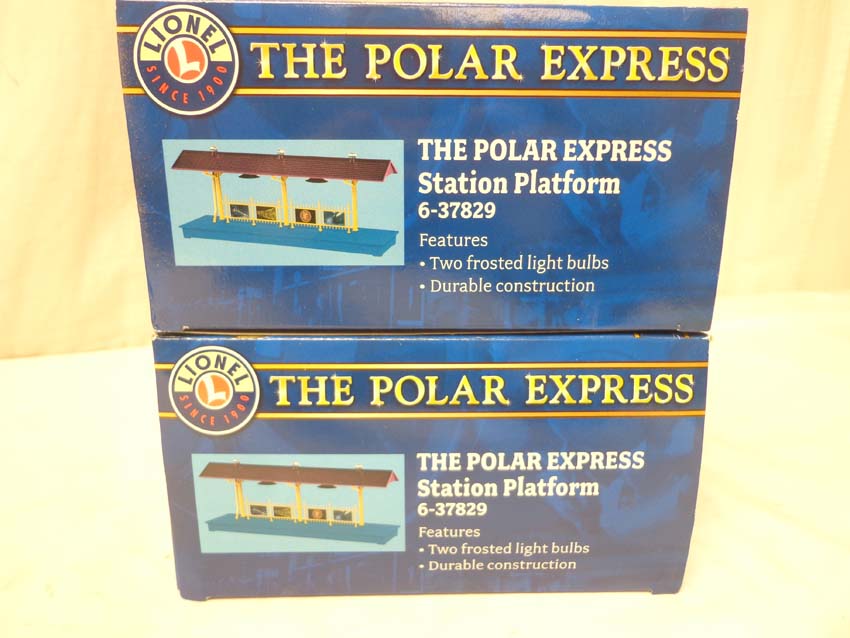 LIONEL
L
SINCE 1900
THE POLAR EXPRESS
THE POLAR EXPRESS
Station Platform
6-37829
Features
• Two frosted light bulbs
• Durable construction
LIONEL
L
SINCE 1900
THE POLAR EXPRESS
THE POLAR EXPRESS
Station Platform
6-37829
Features
• Two frosted light bulbs
• Durable construction